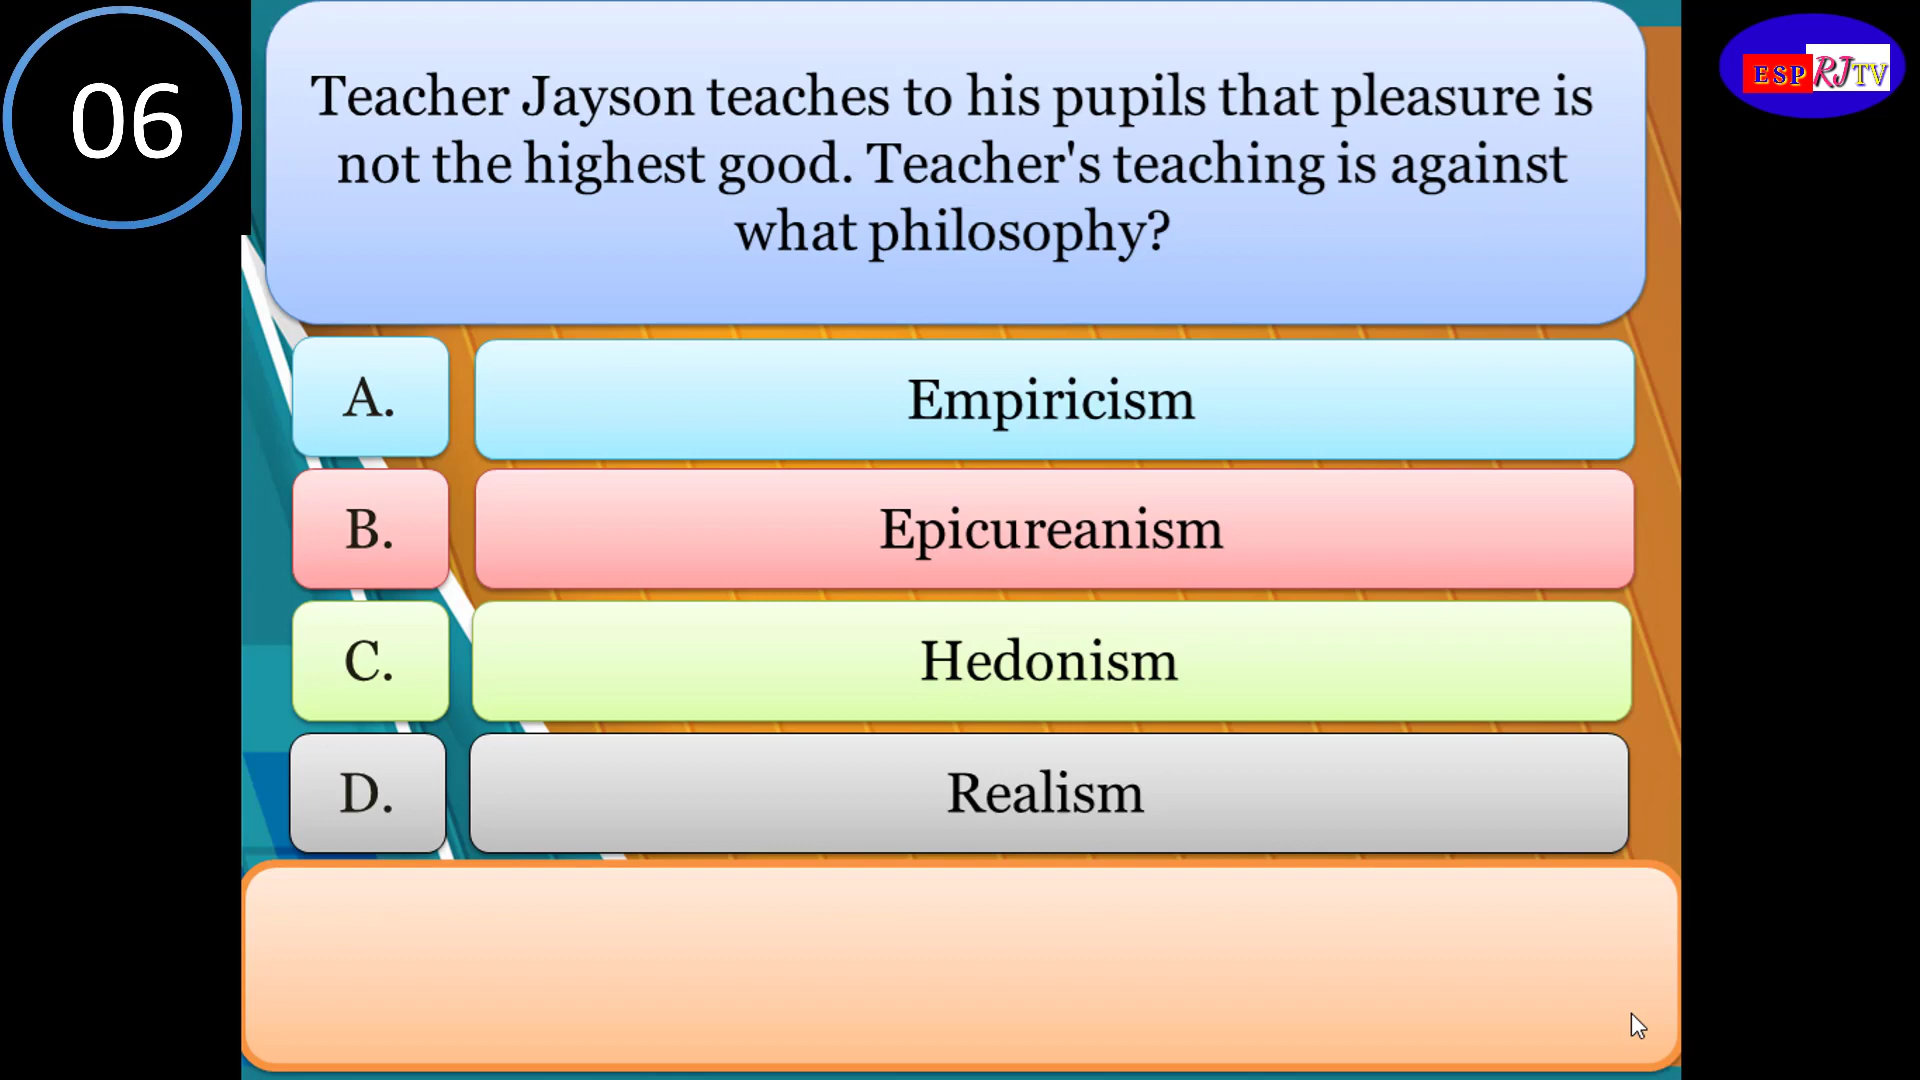 06
Teacher Jayson teaches to his pupils that pleasure is
not the highest good. Teacher's teaching is against
what philosophy?
ESP RJTV
A. Empiricism
B. Epicureanism
C. Hedonism
D. Realism